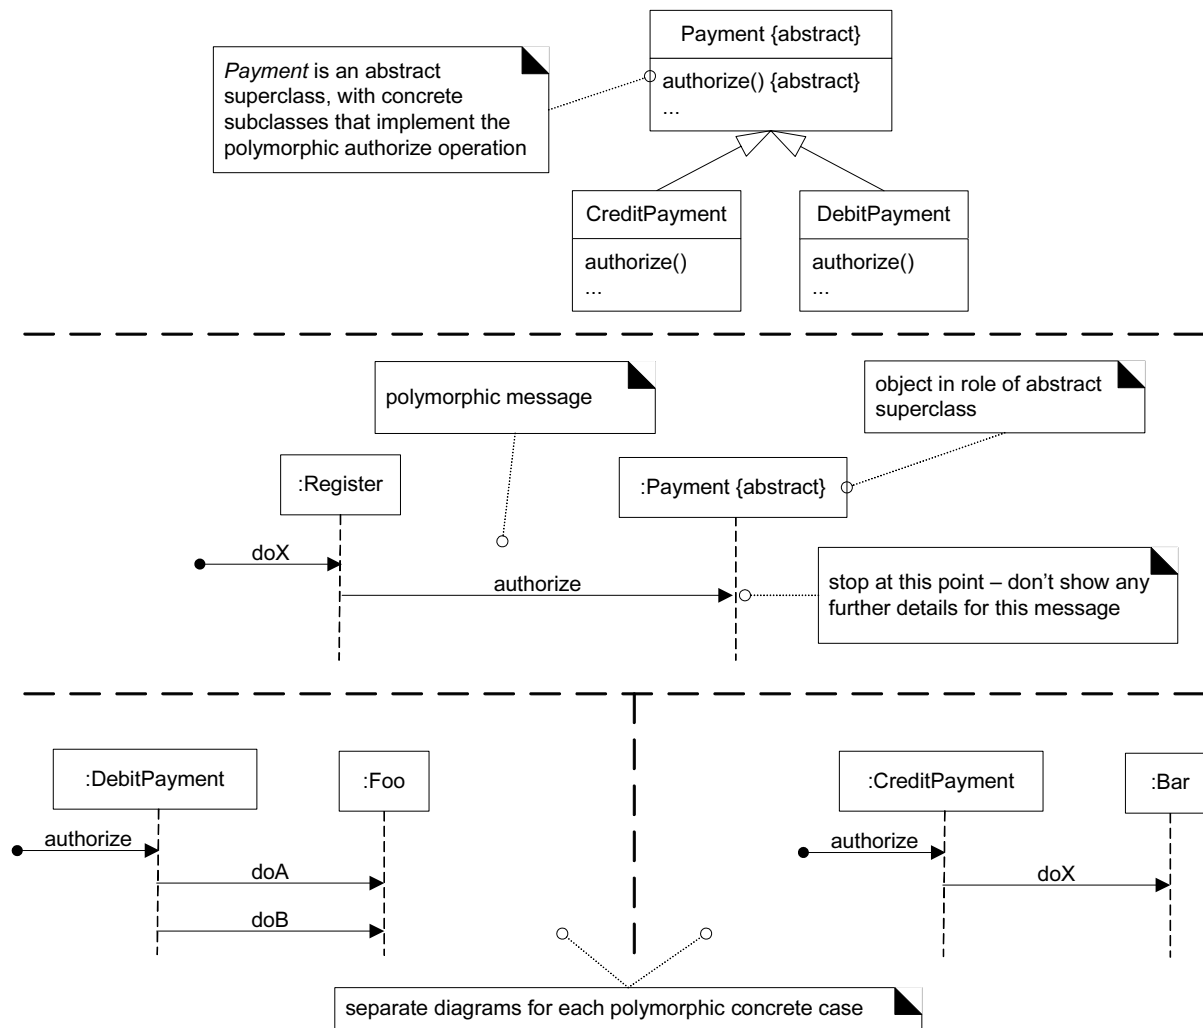 Payment {abstract}
authorize() {abstract}
...
Payment is an abstract
superclass, with concrete
subclasses that implement the
polymorphic authorize operation
CreditPayment
authorize()
...
DebitPayment
authorize()
...
polymorphic message
object in role of abstract
superclass
:Register
:Payment {abstract}
doX
authorize
stop at this point – don’t show any
further details for this message
:DebitPayment
:Foo
authorize
doA
doB
:CreditPayment
:Bar
authorize
doX
separate diagrams for each polymorphic concrete case